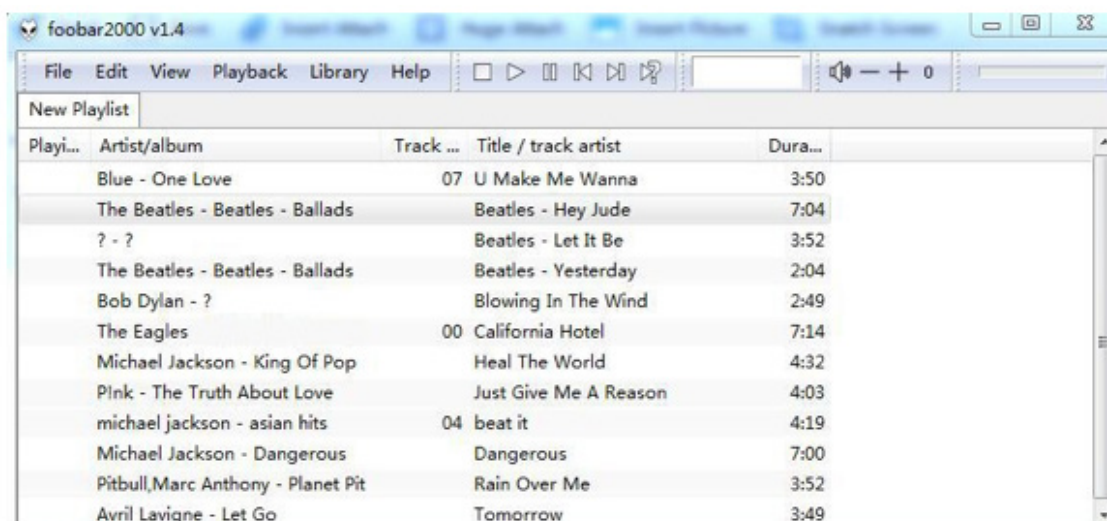 foobar2000 v1.4
File Edit View Playback Library Help 0
New Playlist
Playi... Artist/album Track ... Title / track artist Dura...
Blue - One Love 07 U Make Me Wanna 3:50
The Beatles - Beatles - Ballads Beatles - Hey Jude 7:04
? - ? Beatles - Let It Be 3:52
The Beatles - Beatles - Ballads Beatles - Yesterday 2:04
Bob Dylan - ? Blowing In The Wind 2:49
The Eagles 00 California Hotel 7:14
Michael Jackson - King Of Pop Heal The World 4:32
P!nk - The Truth About Love Just Give Me A Reason 4:03
michael jackson - asian hits 04 beat it 4:19
Michael Jackson - Dangerous Dangerous 7:00
Pitbull,Marc Anthony - Planet Pit Rain Over Me 3:52
Avril Lavigne - Let Go Tomorrow 3:49